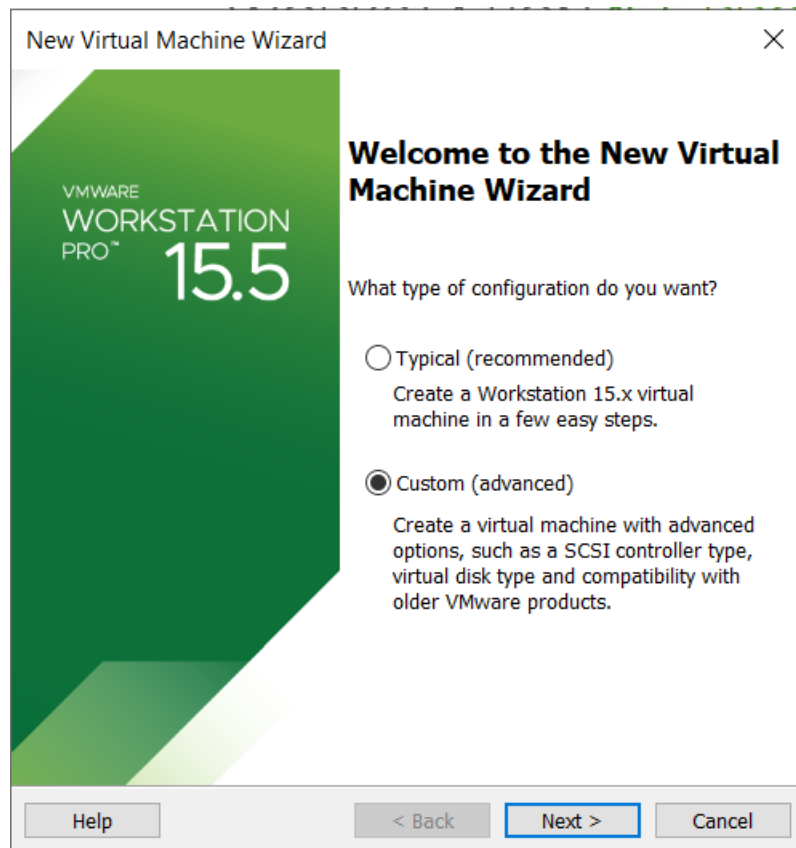 New Virtual Machine Wizard
VMWARE
WORKSTATION
PRO™ 15.5
Welcome to the New Virtual
Machine Wizard
What type of configuration do you want?
Typical (recommended)
Create a Workstation 15.x virtual
machine in a few easy steps.
Custom (advanced)
Create a virtual machine with advanced
options, such as a SCSI controller type,
virtual disk type and compatibility with
older VMware products.
Help
< Back
Next >
Cancel